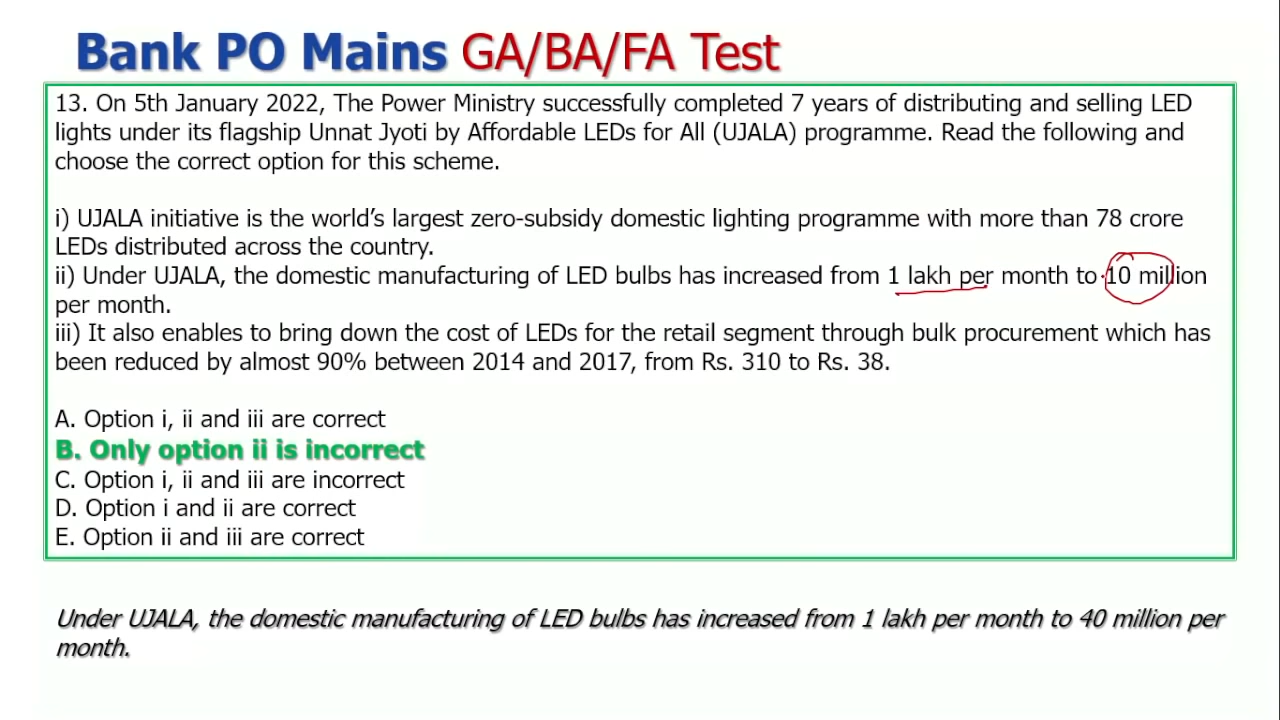 Bank PO Mains GA/BA/FA Test
13. On 5th January 2022, The Power Ministry successfully completed 7 years of distributing and selling LED
lights under its flagship Unnat Jyoti by Affordable LEDs for All (UJALA) programme. Read the following and
choose the correct option for this scheme.
i) UJALA initiative is the world's largest zero-subsidy domestic lighting programme with more than 78 crore
LEDs distributed across the country.
ii) Under UJALA, the domestic manufacturing of LED bulbs has increased from 1 lakh per month to 10 million
per month.
iii) It also enables to bring down the cost of LEDs for the retail segment through bulk procurement which has
been reduced by almost 90% between 2014 and 2017, from Rs. 310 to Rs. 38.
A. Option i, ii and iii are correct
B. Only option ii is incorrect
C. Option i, ii and iii are incorrect
D. Option i and ii are correct
E. Option ii and iii are correct
Under UJALA, the domestic manufacturing of LED bulbs has increased from 1 lakh per month to 40 million per
month.